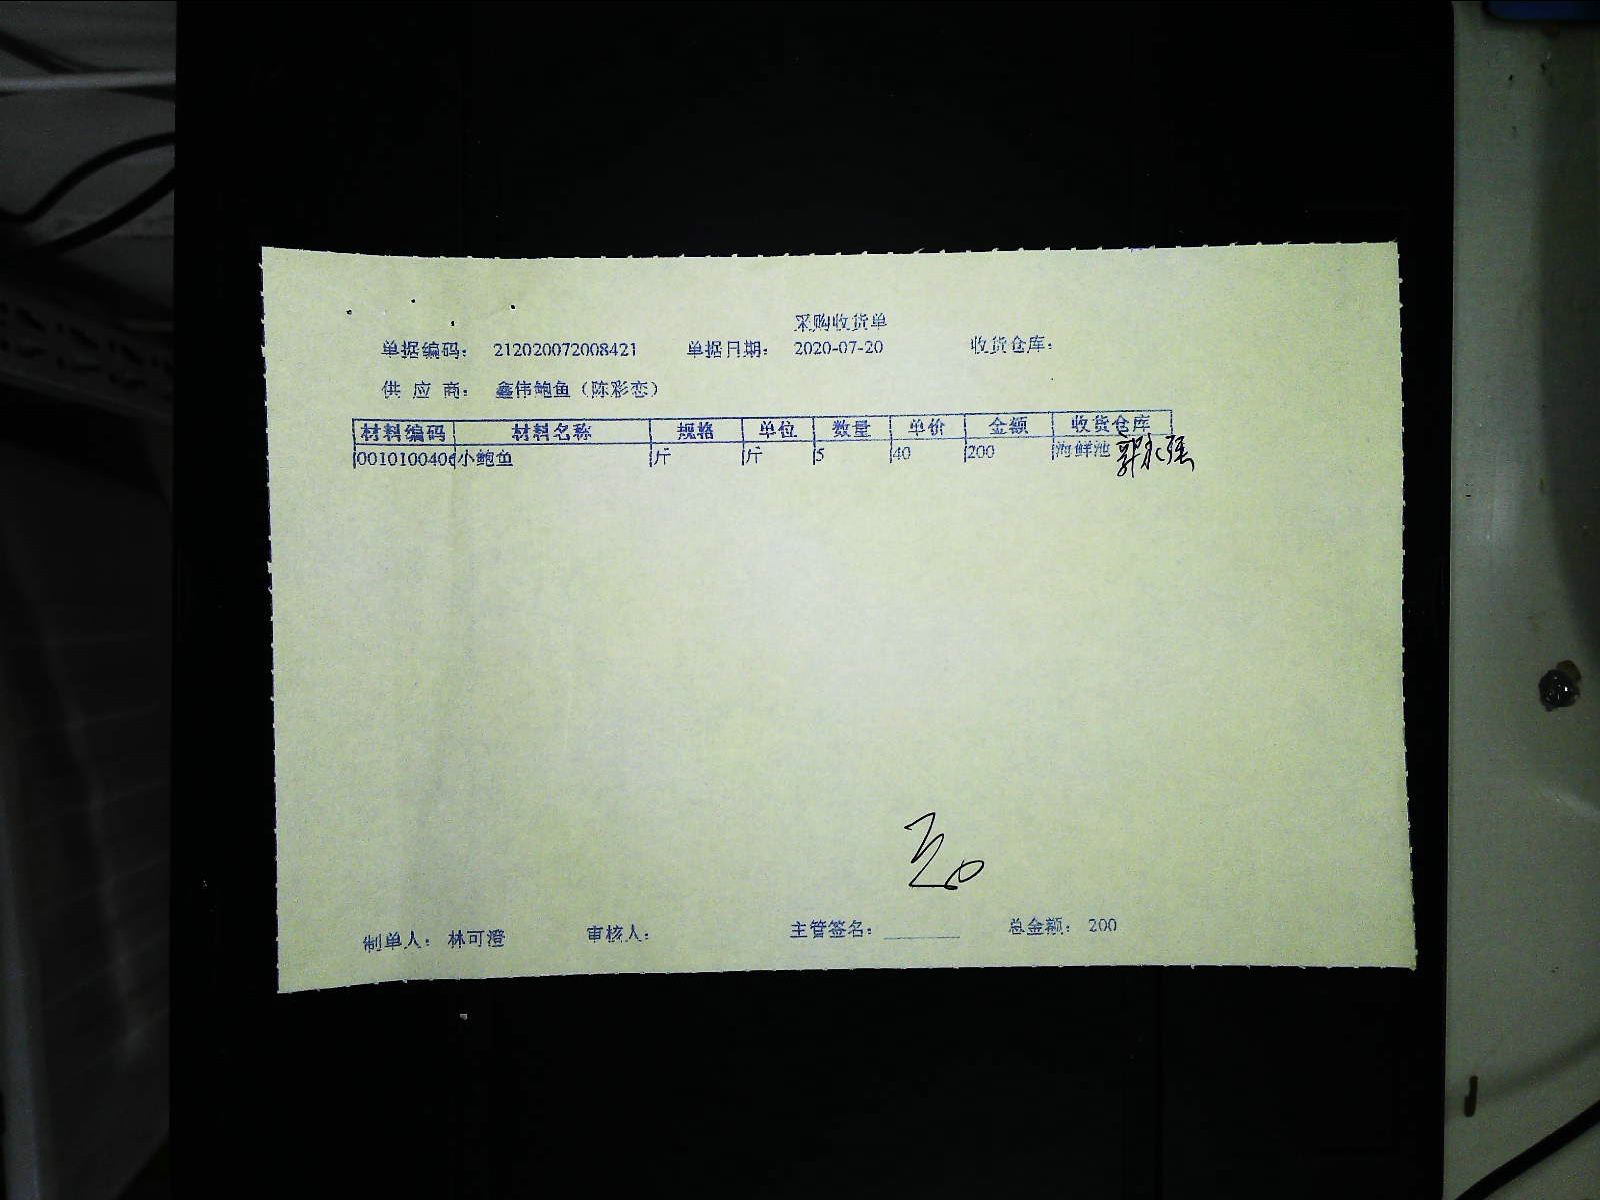 采购收货单
单据编码： 212020072008421 单据日期： 2020-07-20 收货仓库：
供 应 商： 鑫伟鲍鱼（陈彩恋）
材料编码 材料名称 规格 单位 数量 单价 金额 收货仓库
001010040 小鲍鱼 斤 斤 5 40 200 海鲜池 郭永强
制单人： 林可澄 审核人： 主管签名： 总金额： 200